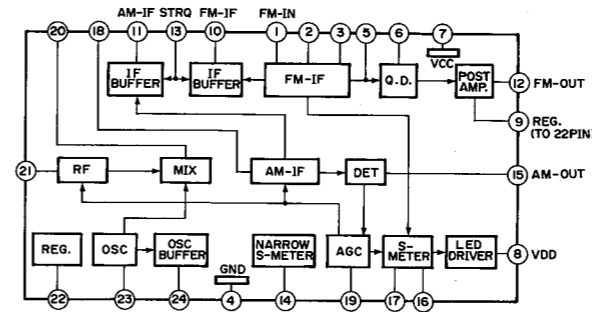 AM-IF STRQ FM-IF FM-IN
20 18 11 13 10 1 2 3 5 6 7
VCC
IF BUFFER
IF BUFFER
FM-IF
Q.D.
POST AMP.
12 FM-OUT
9 REG.
(TO 22PIN)
21
RF
MIX
AM-IF
DET
15 AM-OUT
REG.
OSC
OSC BUFFER
GND
NARROW S-METER
AGC
S-METER
LED DRIVER
8 VDD
22 23 24 4 14 19 17 16